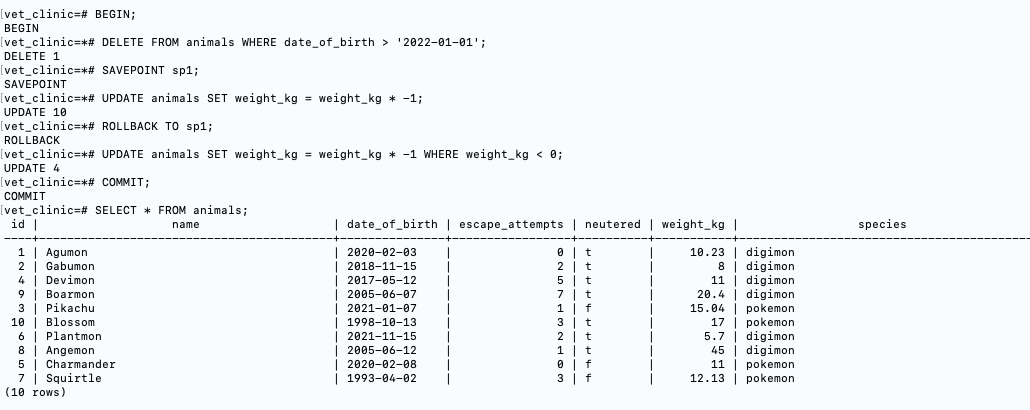 [vet_clinic=# BEGIN;
BEGIN
[vet_clinic=*# DELETE FROM animals WHERE date_of_birth > '2022-01-01';
DELETE 1
[vet_clinic=*# SAVEPOINT sp1;
SAVEPOINT
[vet_clinic=*# UPDATE animals SET weight_kg = weight_kg * -1;
UPDATE 10
[vet_clinic=*# ROLLBACK TO sp1;
ROLLBACK
[vet_clinic=*# UPDATE animals SET weight_kg = weight_kg * -1 WHERE weight_kg < 0;
UPDATE 4
[vet_clinic=*# COMMIT;
COMMIT
[vet_clinic=# SELECT * FROM animals;
id | name | date_of_birth | escape_attempts | neutered | weight_kg | species
1 | Agumon | 2020-02-03 | 0 | t | 10.23 | digimon
2 | Gabumon | 2018-11-15 | 2 | t | 8 | digimon
4 | Devimon | 2017-05-12 | 5 | t | 11 | digimon
9 | Boarmon | 2005-06-07 | 7 | t | 20.4 | digimon
3 | Pikachu | 2021-01-07 | 1 | f | 15.04 | pokemon
10 | Blossom | 1998-10-13 | 3 | t | 17 | pokemon
6 | Plantmon | 2021-11-15 | 2 | t | 5.7 | digimon
8 | Angemon | 2005-06-12 | 1 | t | 45 | digimon
5 | Charmander | 2020-02-08 | 0 | f | 11 | pokemon
7 | Squirtle | 1993-04-02 | 3 | f | 12.13 | pokemon
(10 rows)